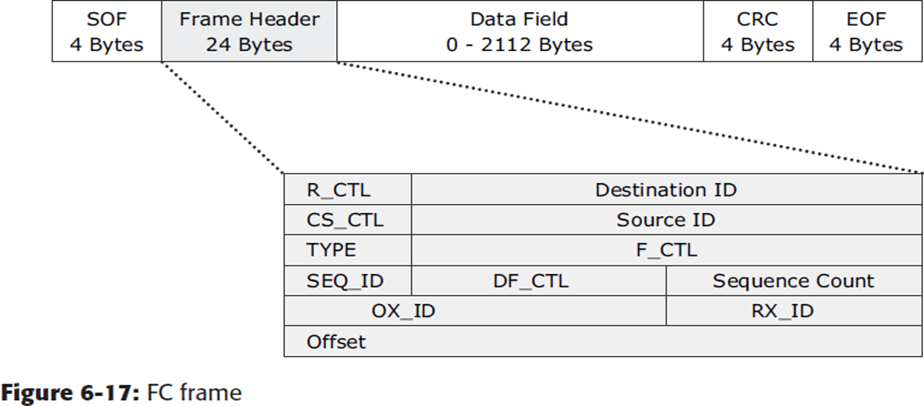 SOF Frame Header Data Field CRC EOF
4 Bytes 24 Bytes 0 - 2112 Bytes 4 Bytes 4 Bytes
R_CTL Destination ID
CS_CTL Source ID
TYPE F_CTL
SEQ_ID DF_CTL Sequence Count
OX_ID RX_ID
Offset
Figure 6-17: FC frame